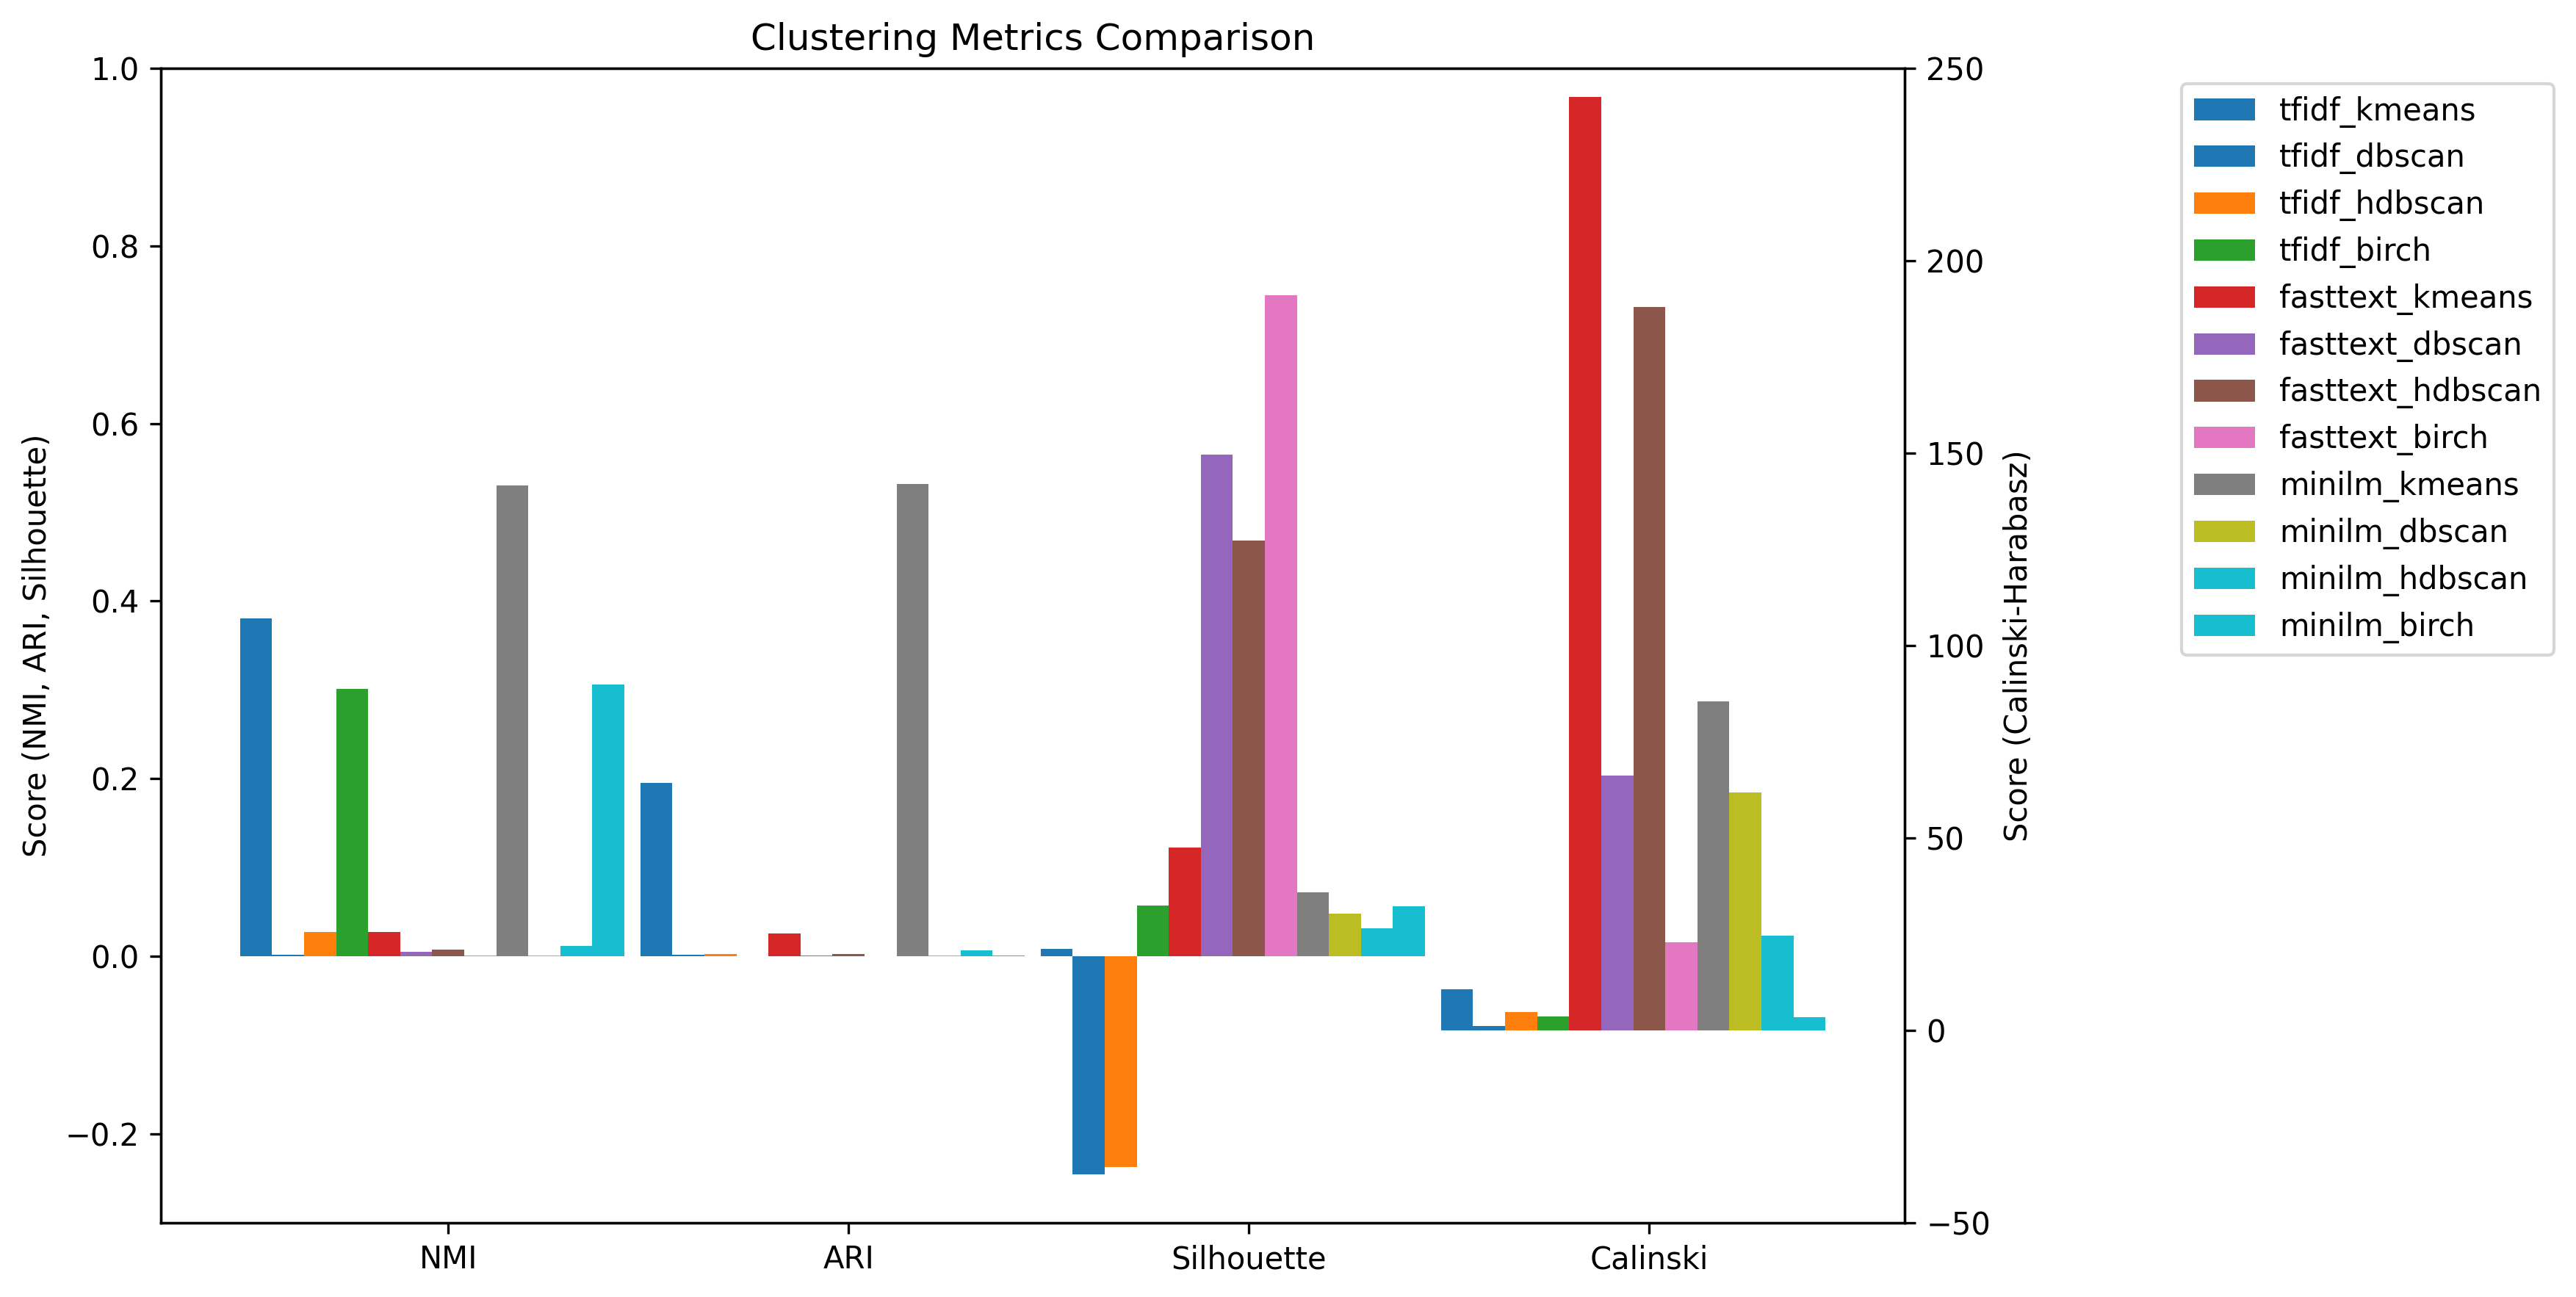 Clustering Metrics Comparison
1.0
0.8
0.6
0.4
0.2
0.0
−0.2
Score (NMI, ARI, Silhouette)
NMI
ARI
Silhouette
Calinski
250
200
150
100
50
0
−50
Score (Calinski-Harabasz)
tfidf_kmeans
tfidf_dbscan
tfidf_hdbscan
tfidf_birch
fasttext_kmeans
fasttext_dbscan
fasttext_hdbscan
fasttext_birch
minilm_kmeans
minilm_dbscan
minilm_hdbscan
minilm_birch